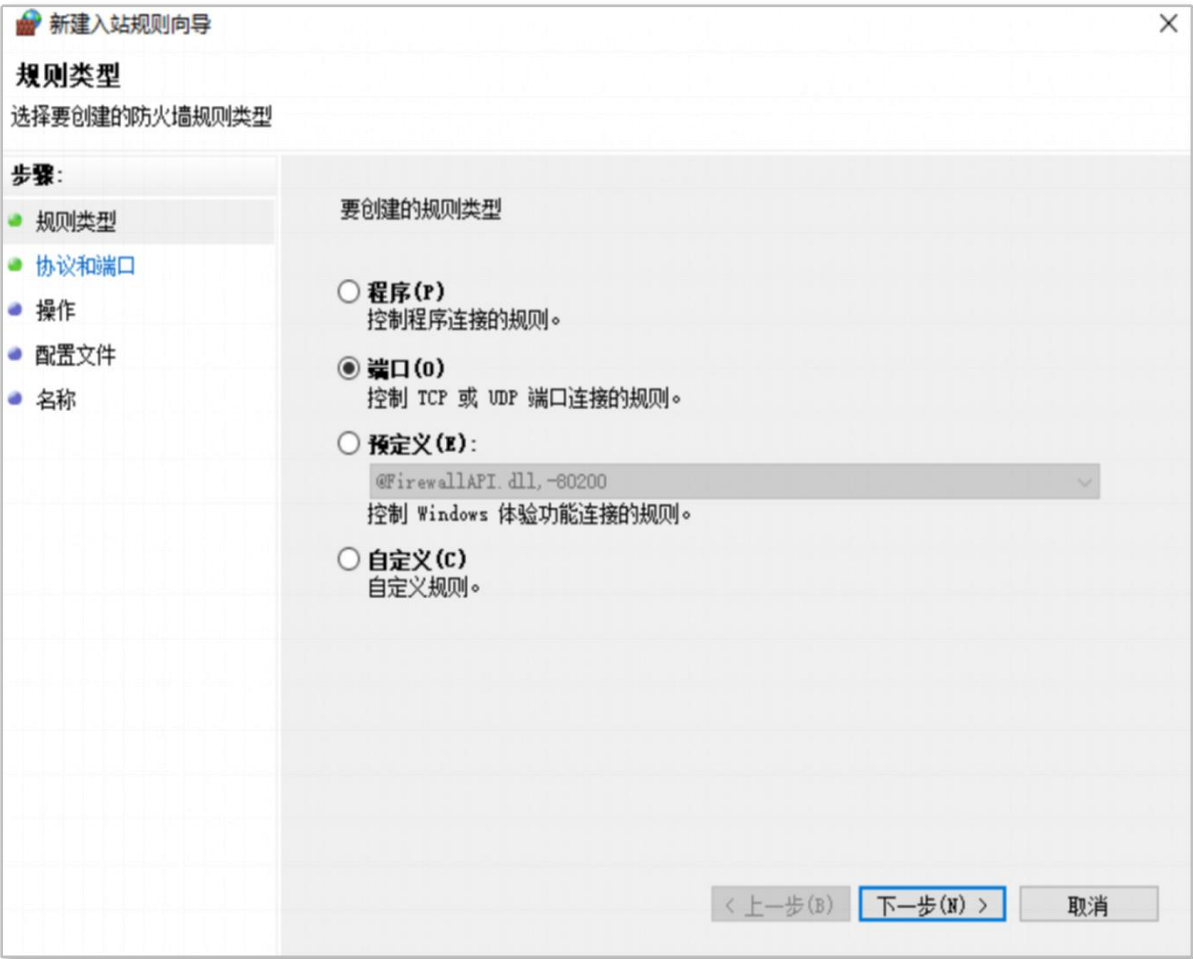 新建入站规则向导
规则类型
选择要创建的防火墙规则类型
步骤:
规则类型
协议和端口
操作
配置文件
名称
要创建的规则类型
程序(P)
控制程序连接的规则。
端口(O)
控制 TCP 或 UDP 端口连接的规则。
预定义(E):
@FirewallAPI.dll,-80200
控制 Windows 体验功能连接的规则。
自定义(C)
自定义规则。
< 上一步(B) 下一步(N) > 取消